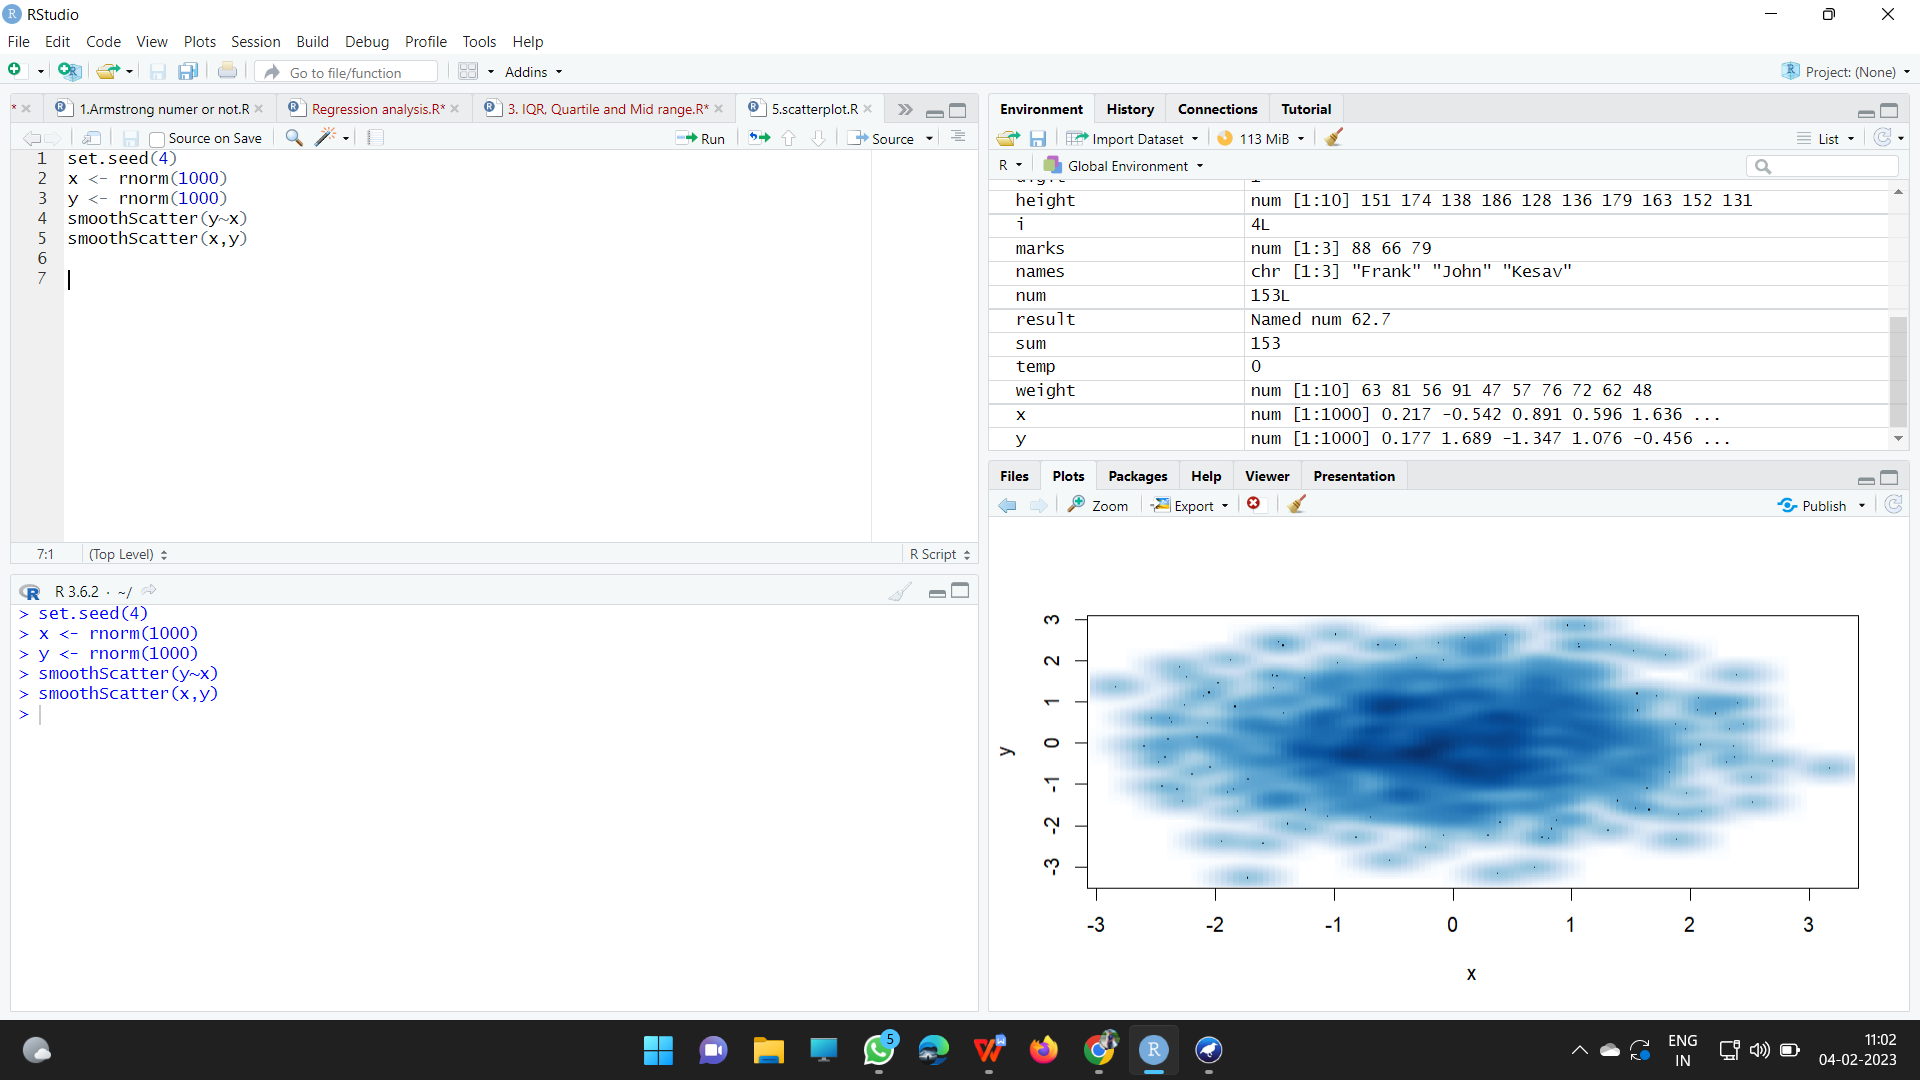 RStudio
File Edit Code View Plots Session Build Debug Profile Tools Help
Go to file/function Addins Project: (None)
* 1.Armstrong numer or not.R Regression analysis.R* 3. IQR, Quartile and Mid range.R* 5.scatterplot.R
Source on Save Run Source
1 set.seed(4)
2 x <- rnorm(1000)
3 y <- rnorm(1000)
4 smoothScatter(y~x)
5 smoothScatter(x,y)
6
7
7:1 (Top Level) R Script
R 3.6.2 · ~/
> set.seed(4)
> x <- rnorm(1000)
> y <- rnorm(1000)
> smoothScatter(y~x)
> smoothScatter(x,y)
>
Environment History Connections Tutorial
Import Dataset 113 MiB List
R Global Environment
height num [1:10] 151 174 138 186 128 136 179 163 152 131
i 4L
marks num [1:3] 88 66 79
names chr [1:3] "Frank" "John" "Kesav"
num 153L
result Named num 62.7
sum 153
temp 0
weight num [1:10] 63 81 56 91 47 57 76 72 62 48
x num [1:1000] 0.217 -0.542 0.891 0.596 1.636 ...
y num [1:1000] 0.177 1.689 -1.347 1.076 -0.456 ...
Files Plots Packages Help Viewer Presentation
Zoom Export Publish
3
2
1
0
-1
-2
-3
y
-3 -2 -1 0 1 2 3
x
5
R
ENG
IN
11:02
04-02-2023